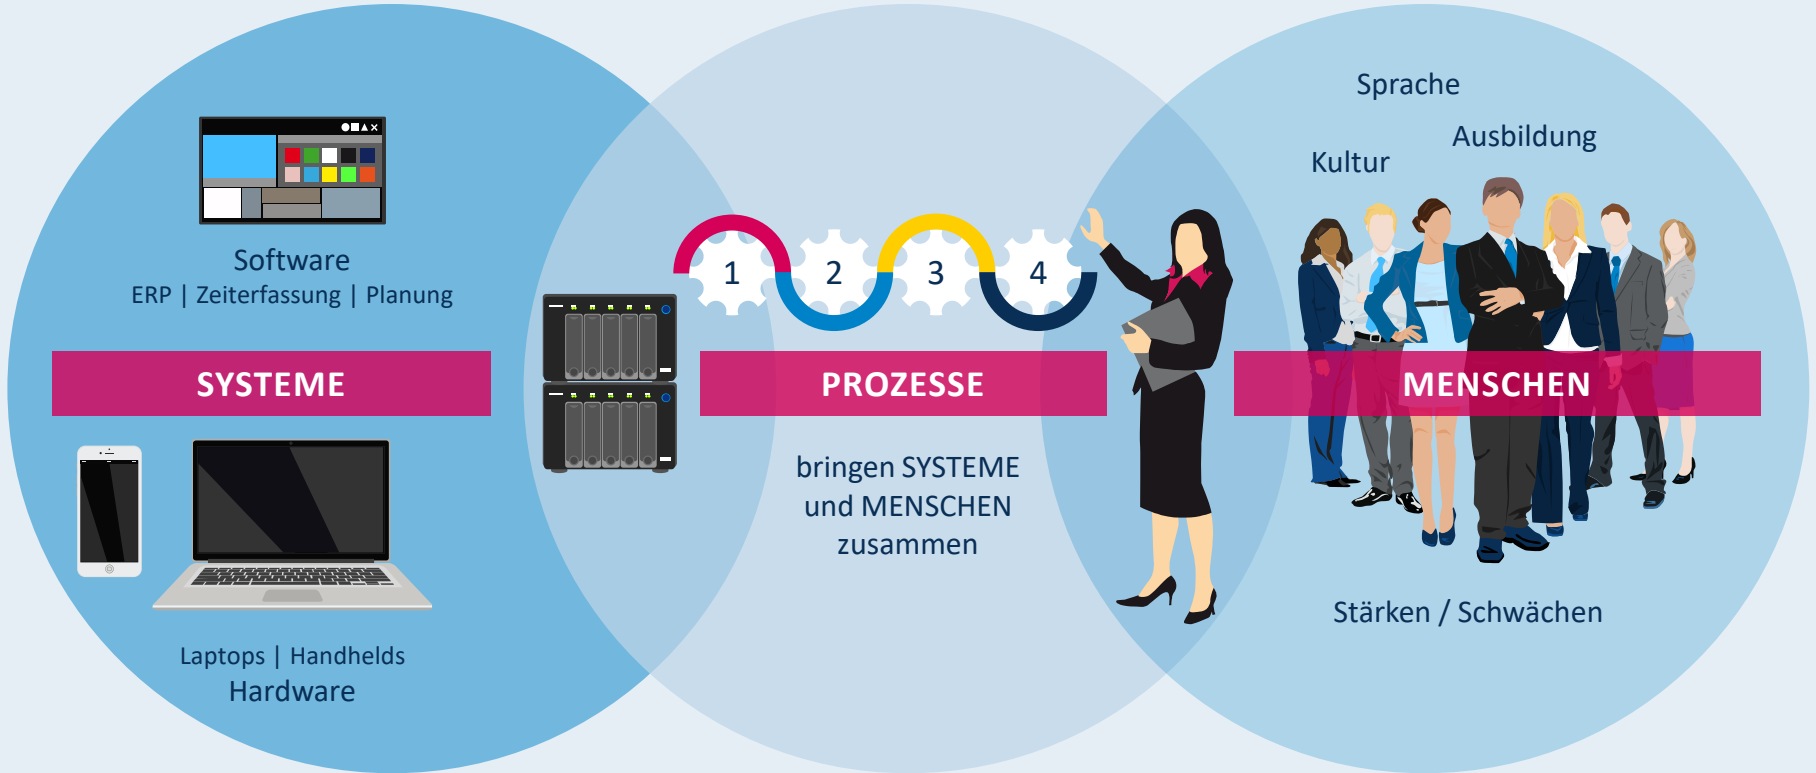 Software
ERP | Zeiterfassung | Planung
SYSTEME
Laptops | Handhelds
Hardware
1 2 3 4
PROZESSE
bringen SYSTEME
und MENSCHEN
zusammen
Sprache
Ausbildung
Kultur
MENSCHEN
Stärken / Schwächen